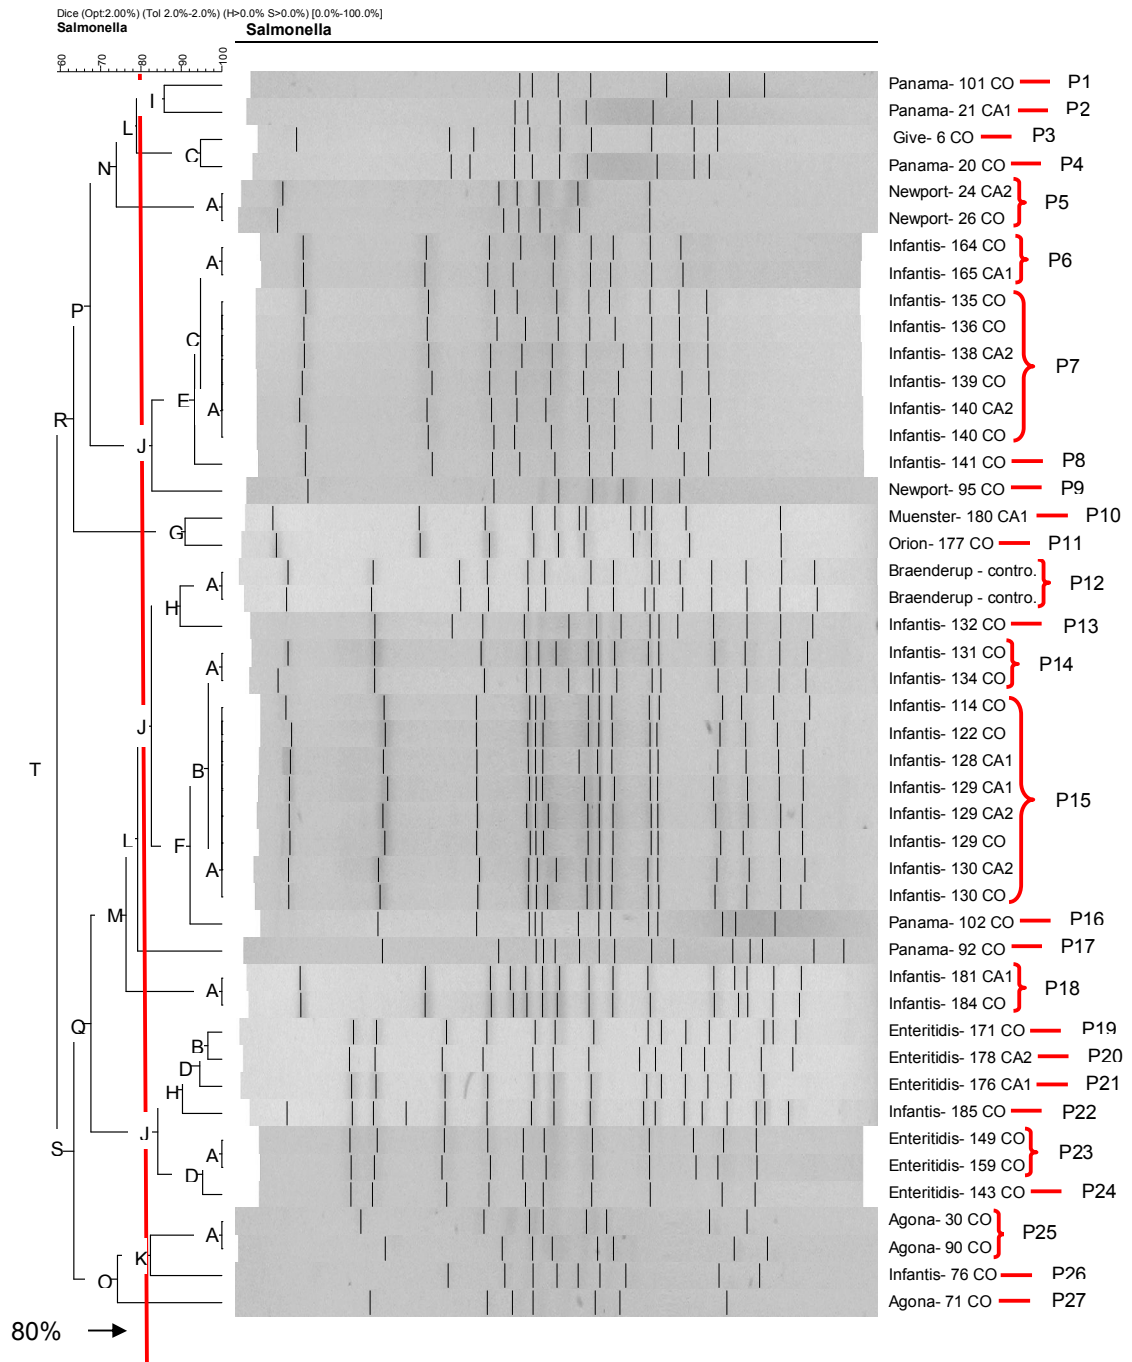 Dice (Opt:2.00%) (Tol 2.0%-2.0%) (H>0.0% S>0.0%) [0.0%-100.0%]
Salmonella Salmonella
60 70 80 90 100
Panama- 101 CO P1
I
Panama- 21 CA1 P2
L
Give- 6 CO P3
C
N
Panama- 20 CO P4
Newport- 24 CA2
A P5
Newport- 26 CO
Infantis- 164 CO
A P6
Infantis- 165 CA1
Infantis- 135 CO
P
Infantis- 136 CO
C
Infantis- 138 CA2
P7
Infantis- 139 CO
E
Infantis- 140 CA2
A
R
Infantis- 140 CO
J
Infantis- 141 CO P8
Newport- 95 CO P9
Muenster- 180 CA1 P10
G
Orion- 177 CO P11
Braenderup - contro.
A P12
Braenderup - contro.
H
Infantis- 132 CO P13
Infantis- 131 CO
A P14
Infantis- 134 CO
Infantis- 114 CO
J
Infantis- 122 CO
Infantis- 128 CA1
T B
Infantis- 129 CA1
P15
Infantis- 129 CA2
L F
Infantis- 129 CO
Infantis- 130 CA2
A
Infantis- 130 CO
M
Panama- 102 CO P16
Panama- 92 CO P17
Infantis- 181 CA1
A P18
Infantis- 184 CO
Q
Enteritidis- 171 CO P19
B
Enteritidis- 178 CA2 P20
D
Enteritidis- 176 CA1 P21
H
Infantis- 185 CO P22
J
Enteritidis- 149 CO
S A P23
Enteritidis- 159 CO
D
Enteritidis- 143 CO P24
Agona- 30 CO
A P25
Agona- 90 CO
K
Infantis- 76 CO P26
O
Agona- 71 CO P27
80%